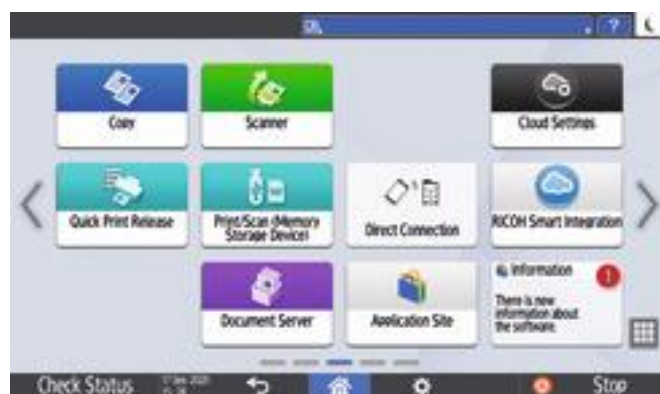 Copy
Scanner
Cloud Settings
Quick Print Release
Print/Scan (Memory
Storage Device)
Direct Connection
RICOH Smart Integration
Document Server
Application Site
Information
There is new
information about
the software.
Check Status
Stop